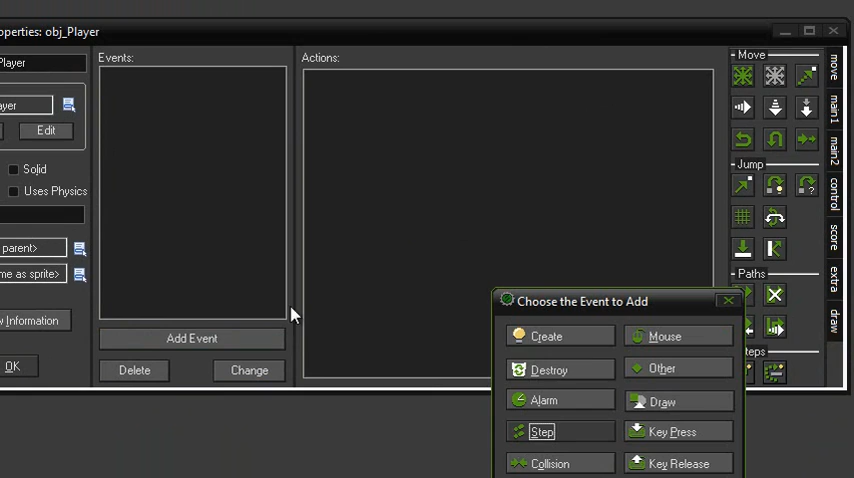 operties: obj_Player
Player
Events:
Actions:
Move
move
ayer
main1
Edit
main2
Solid
Jump
Uses Physics
control
parent>
score
me as sprite>
Paths
extra
Choose the Event to Add
w Information
draw
Add Event
Create
Mouse
teps
OK
Delete
Change
Destroy
Other
Alarm
Draw
Step
Key Press
Collision
Key Release